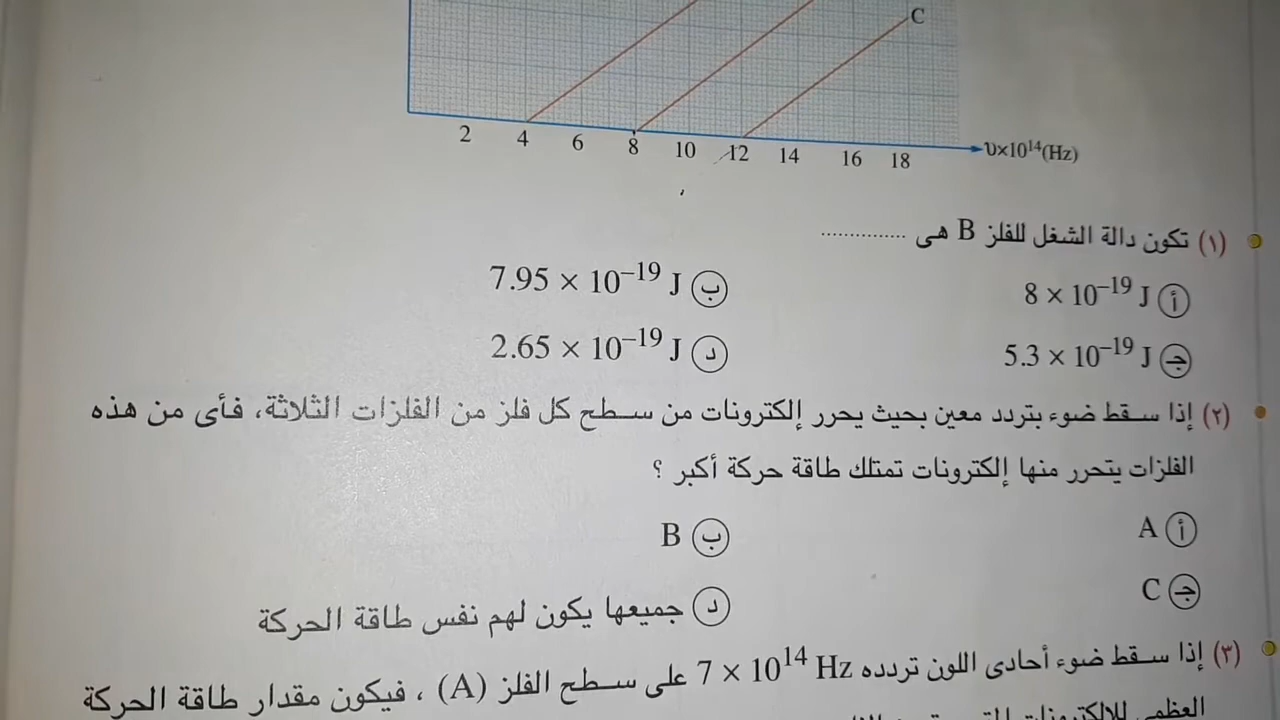 C
2 4 6 8 10 12 14 16 18 υ×10¹⁴(Hz)
(١) تكون دالة الشغل للفلز B هى ...............
أ 8 × 10⁻¹⁹ J ب 7.95 × 10⁻¹⁹ J
جـ 5.3 × 10⁻¹⁹ J د 2.65 × 10⁻¹⁹ J
(٢) إذا سقط ضوء بتردد معين بحيث يحرر إلكترونات من سطح كل فلز من الفلزات الثلاثة، فأى من هذه
الفلزات يتحرر منها إلكترونات تمتلك طاقة حركة أكبر ؟
أ A ب B
جـ C د جميعها يكون لهم نفس طاقة الحركة
(٣) إذا سقط ضوء أحادى اللون تردده 7 × 10¹⁴ Hz على سطح الفلز (A) ، فيكون مقدار طاقة الحركة
العظمى للإلكترونات